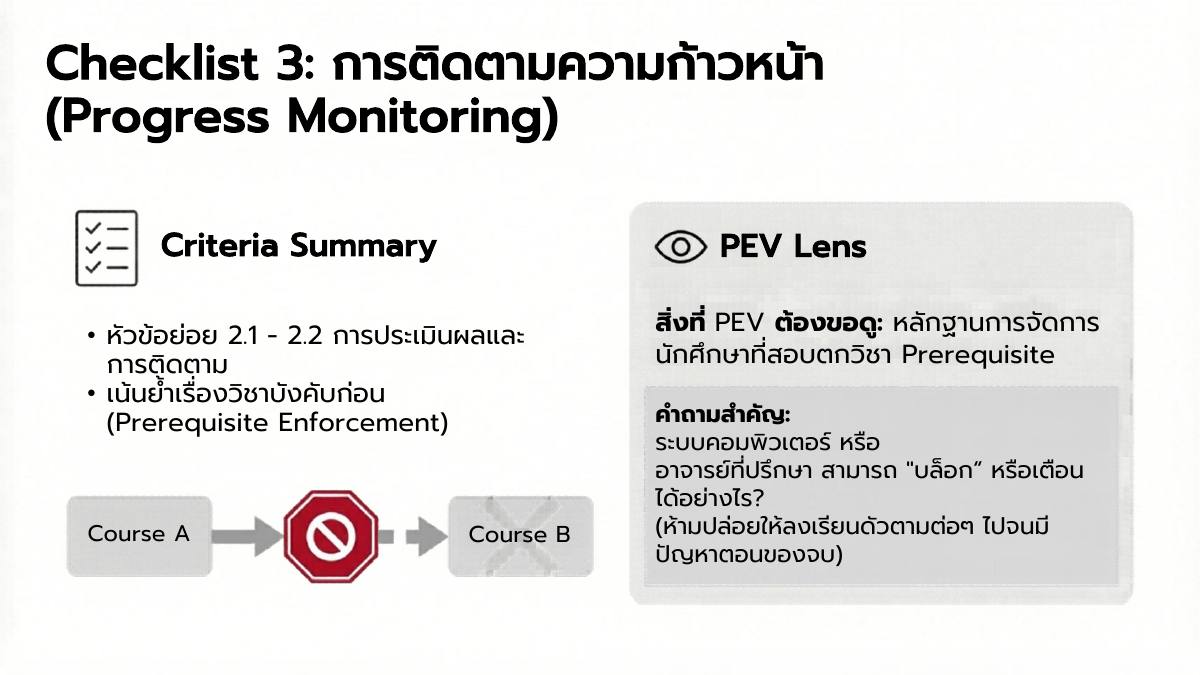 Checklist 3: การติดตามความก้าวหน้า
(Progress Monitoring)
Criteria Summary
• หัวข้อย่อย 2.1 - 2.2 การประเมินผลและ
การติดตาม
• เน้นย้ำเรื่องวิชาบังคับก่อน
(Prerequisite Enforcement)
Course A
Course B
PEV Lens
สิ่งที่ PEV ต้องขอดู: หลักฐานการจัดการ
นักศึกษาที่สอบตกวิชา Prerequisite
คำถามสำคัญ:
ระบบคอมพิวเตอร์ หรือ
อาจารย์ที่ปรึกษา สามารถ "บล็อก” หรือเตือน
ได้อย่างไร?
(ห้ามปล่อยให้ลงเรียนดัวตามต่อๆ ไปจนมี
ปัญหาตอนของจบ)